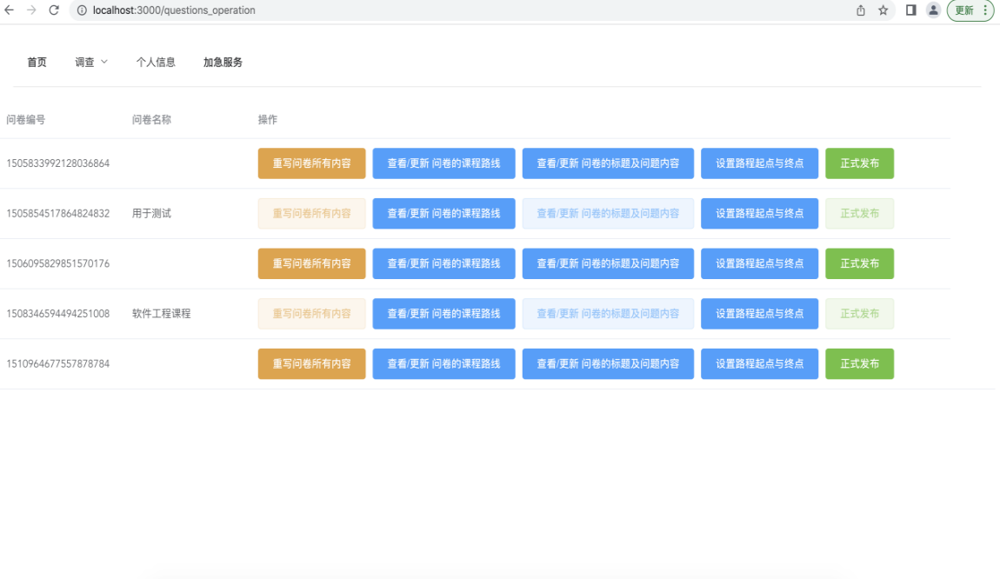 localhost:3000/questions_operation 更新
首页 调查 个人信息 加急服务
问卷编号 问卷名称 操作
1505833992128036864 重写问卷所有内容 查看/更新 问卷的课程路线 查看/更新 问卷的标题及问题内容 设置路程起点与终点 正式发布
1505854517864824832 用于测试 重写问卷所有内容 查看/更新 问卷的课程路线 查看/更新 问卷的标题及问题内容 设置路程起点与终点 正式发布
1506095829851570176 重写问卷所有内容 查看/更新 问卷的课程路线 查看/更新 问卷的标题及问题内容 设置路程起点与终点 正式发布
1508346594494251008 软件工程课程 重写问卷所有内容 查看/更新 问卷的课程路线 查看/更新 问卷的标题及问题内容 设置路程起点与终点 正式发布
1510964677557878784 重写问卷所有内容 查看/更新 问卷的课程路线 查看/更新 问卷的标题及问题内容 设置路程起点与终点 正式发布